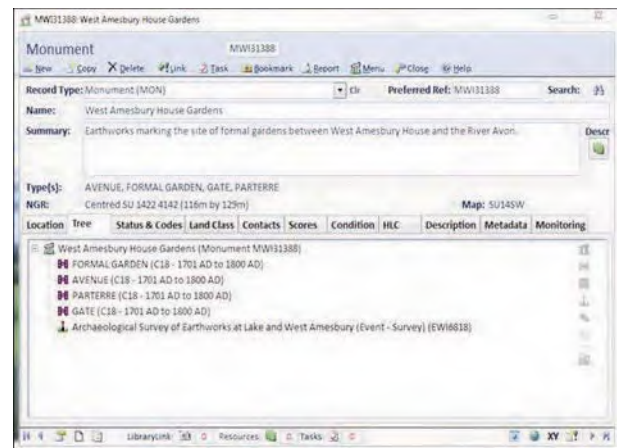 MWI31388: West Amesbury House Gardens
Monument MWI31388
New Copy Delete Link Task Bookmark Report Menu Close Help
Record Type: Monument (MON) Clr Preferred Ref: MWI31388 Search:
Name: West Amesbury House Gardens
Summary: Earthworks marking the site of formal gardens between West Amesbury House and the River Avon. Descr
Type(s): AVENUE, FORMAL GARDEN, GATE, PARTERRE
NGR: Centred SU 1422 4142 (116m by 129m) Map: SU14SW
Location Tree Status & Codes Land Class Contacts Scores Condition HLC Description Metadata Monitoring
West Amesbury House Gardens (Monument MWI31388)
FORMAL GARDEN (C18 - 1701 AD to 1800 AD)
AVENUE (C18 - 1701 AD to 1800 AD)
PARTERRE (C18 - 1701 AD to 1800 AD)
GATE (C18 - 1701 AD to 1800 AD)
Archaeological Survey of Earthworks at Lake and West Amesbury (Event - Survey) (EWI6818)
LibraryLink 0 Resources 0 Tasks 0 XY